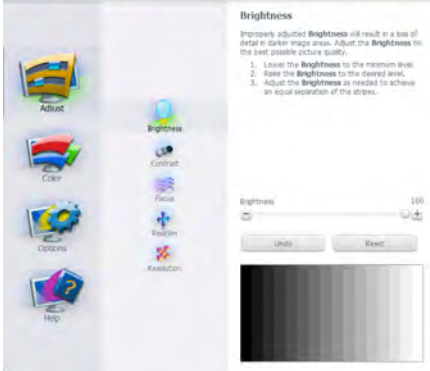 Adjust
Color
Options
Help
Brightness
Contrast
Focus
Position
Resolution
Brightness
Improperly adjusted Brightness will result in a loss of
detail in darker image areas. Adjust the Brightness for
the best possible picture quality.
1. Lower the Brightness to the minimum level.
2. Raise the Brightness to the desired level.
3. Adjust the Brightness as needed to achieve
an equal separation of the stripes.
Brightness 100
Undo Reset